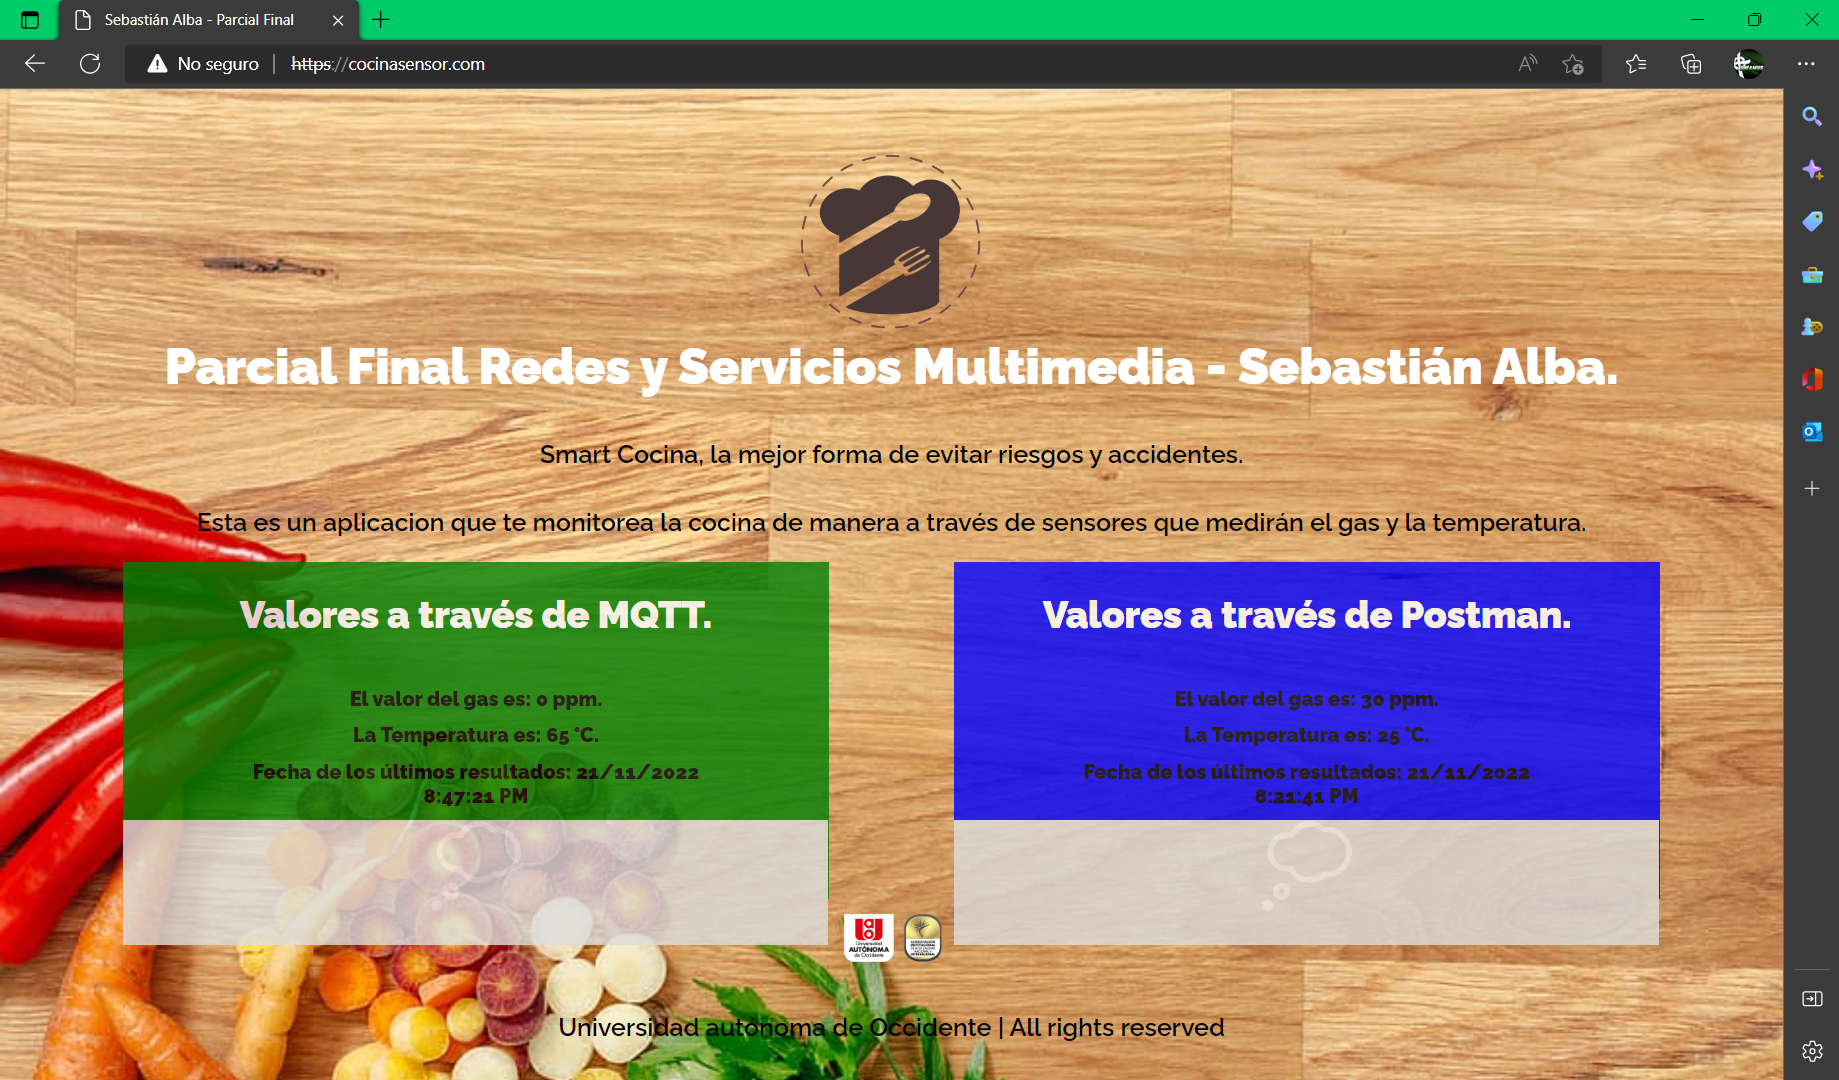 Sebastián Alba - Parcial Final
No seguro | https://cocinasensor.com
Parcial Final Redes y Servicios Multimedia - Sebastián Alba.
Smart Cocina, la mejor forma de evitar riesgos y accidentes.
Esta es un aplicacion que te monitorea la cocina de manera a través de sensores que medirán el gas y la temperatura.
Valores a través de MQTT.
El valor del gas es: 0 ppm.
La Temperatura es: 65 °C.
Fecha de los últimos resultados: 21/11/2022
8:47:21 PM
Valores a través de Postman.
El valor del gas es: 30 ppm.
La Temperatura es: 25 °C.
Fecha de los últimos resultados: 21/11/2022
8:21:41 PM
Universidad
AUTÓNOMA
de Occidente
Universidad autónoma de Occidente | All rights reserved